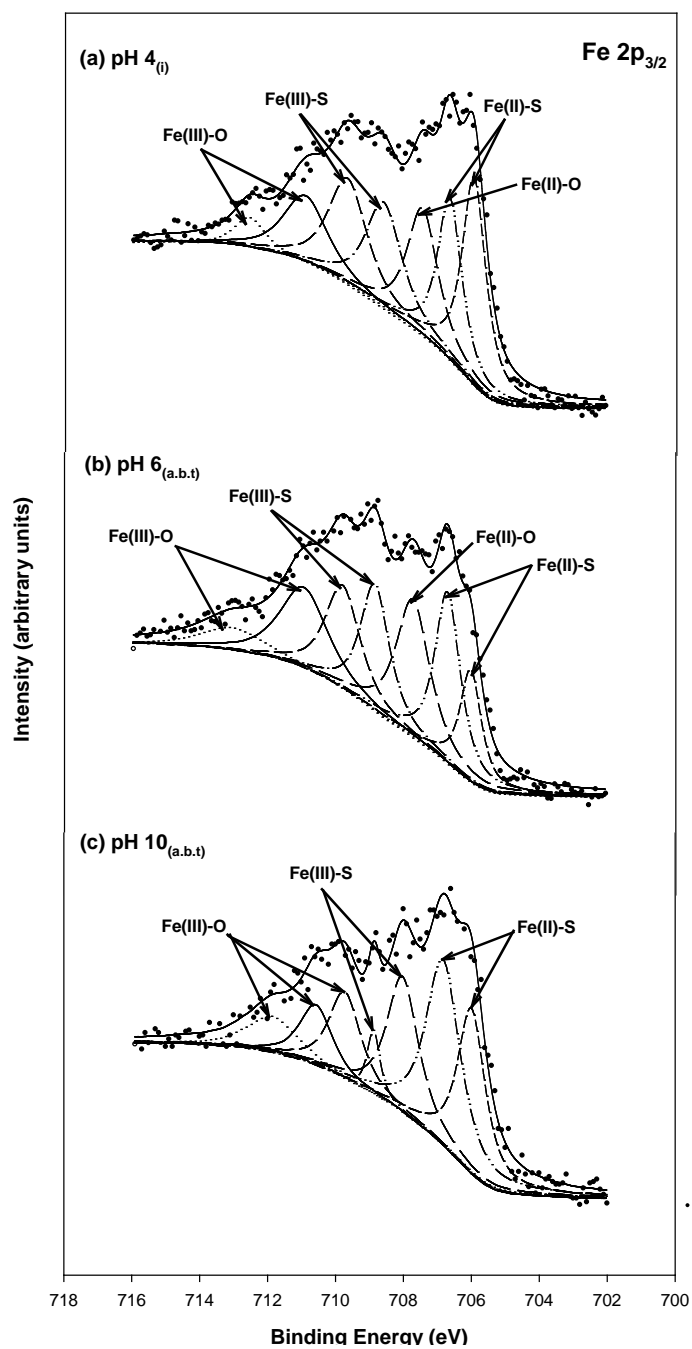 (a) pH 4(i)
Fe 2p3/2
Fe(III)-S
Fe(II)-S
Fe(III)-O
Fe(II)-O
(b) pH 6(a.b.t)
Fe(III)-S
Fe(III)-O
Fe(II)-O
Fe(II)-S
(c) pH 10(a.b.t)
Fe(III)-S
Fe(III)-O
Fe(II)-S
Intensity (arbitrary units)
718 716 714 712 710 708 706 704 702 700
Binding Energy (eV)